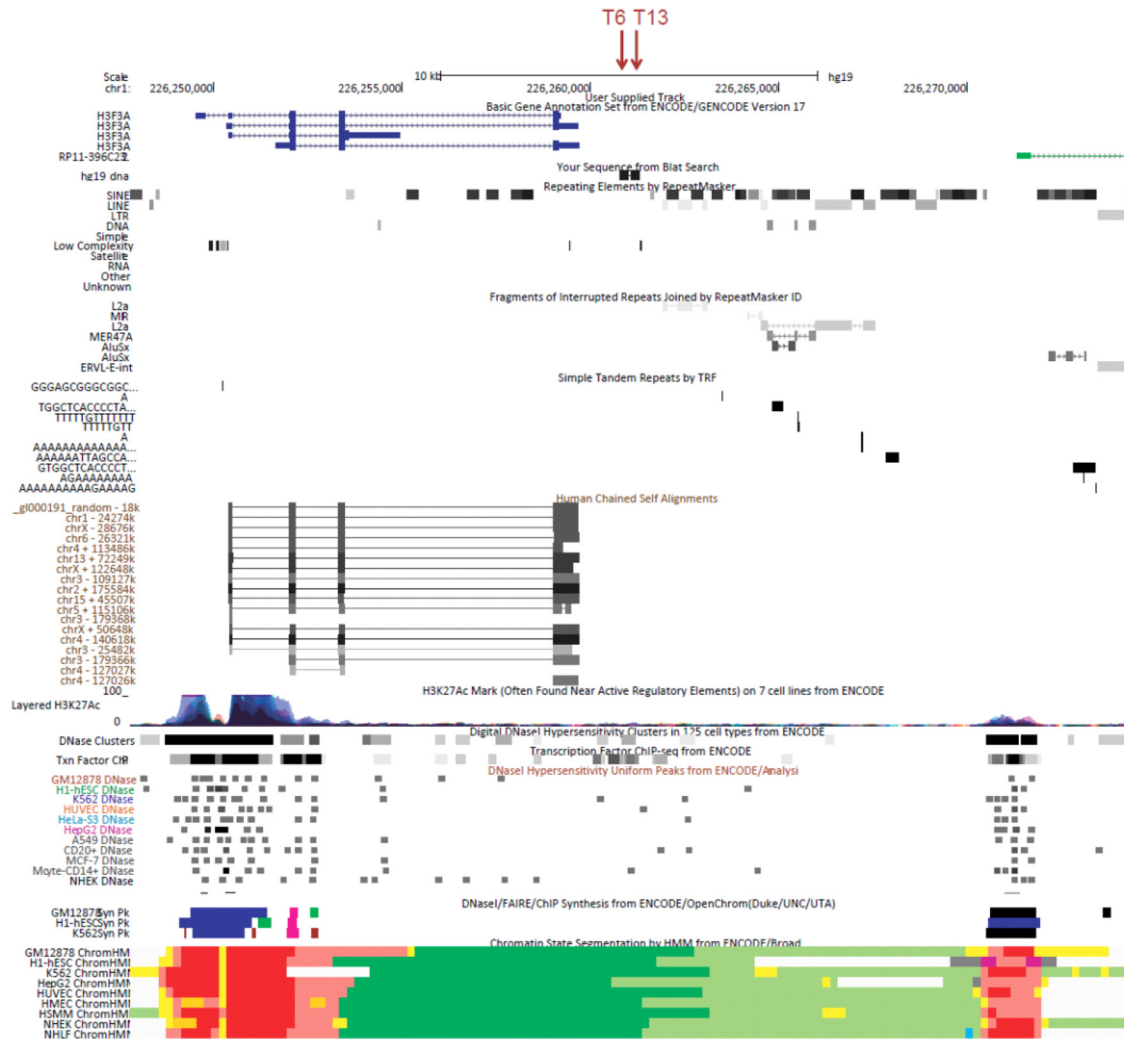 T6 T13
Scale 10 kb hg19
chr1: 226,250,000 226,255,000 226,260,000 226,265,000 226,270,000
User Supplied Track
Basic Gene Annotation Set from ENCODE/GENCODE Version 17
H3F3A
H3F3A
H3F3A
H3F3A
RP11-396C23.
Your Sequence from Blat Search
hg19 dna
Repeating Elements by RepeatMasker
SINE
LINE
LTR
DNA
Simple
Low Complexity
Satellite
RNA
Other
Unknown
Fragments of Interrupted Repeats Joined by RepeatMasker ID
L2a
MIR
L2a
MER47A
AluSx
AluSx
ERVL-E-int
Simple Tandem Repeats by TRF
GGGAGCGGGCGGC...
A
TGGCTCACCCCTA...
TTTTTGTTTTTTT
TTTTTGTT
A
AAAAAAAAAAAAA...
AAAAAATTAGCCA...
GTGGCTCACCCCT...
AGAAAAAAAA
AAAAAAAAAAGAAAAG
Human Chained Self Alignments
_gl000191_random - 18k
chr1 - 24274k
chrX - 28676k
chr6 - 26321k
chr4 + 113486k
chr13 + 72249k
chrX + 122648k
chr3 - 109127k
chr2 + 175584k
chr15 + 45507k
chr5 + 115106k
chr3 - 179368k
chrX + 50648k
chr4 - 140618k
chr3 - 25482k
chr3 - 179366k
chr4 - 127027k
chr4 - 127026k
H3K27Ac Mark (Often Found Near Active Regulatory Elements) on 7 cell lines from ENCODE
100_
Layered H3K27Ac
0
Digital DNaseI Hypersensitivity Clusters in 125 cell types from ENCODE
DNase Clusters
Transcription Factor ChIP-seq from ENCODE
Txn Factor ChIP
DNaseI Hypersensitivity Uniform Peaks from ENCODE/Analysi
GM12878 DNase
H1-hESC DNase
K562 DNase
HUVEC DNase
HeLa-S3 DNase
HepG2 DNase
A549 DNase
CD20+ DNase
MCF-7 DNase
Mcyte-CD14+ DNase
NHEK DNase
DNaseI/FAIRE/ChIP Synthesis from ENCODE/OpenChrom(Duke/UNC/UTA)
GM12878Syn Pk
H1-hESCSyn Pk
K562Syn Pk
Chromatin State Segmentation by HMM from ENCODE/Broad
GM12878 ChromHMM
H1-hESC ChromHMM
K562 ChromHMM
HepG2 ChromHMM
HUVEC ChromHMM
HMEC ChromHMM
HSMM ChromHMM
NHEK ChromHMM
NHLF ChromHMM